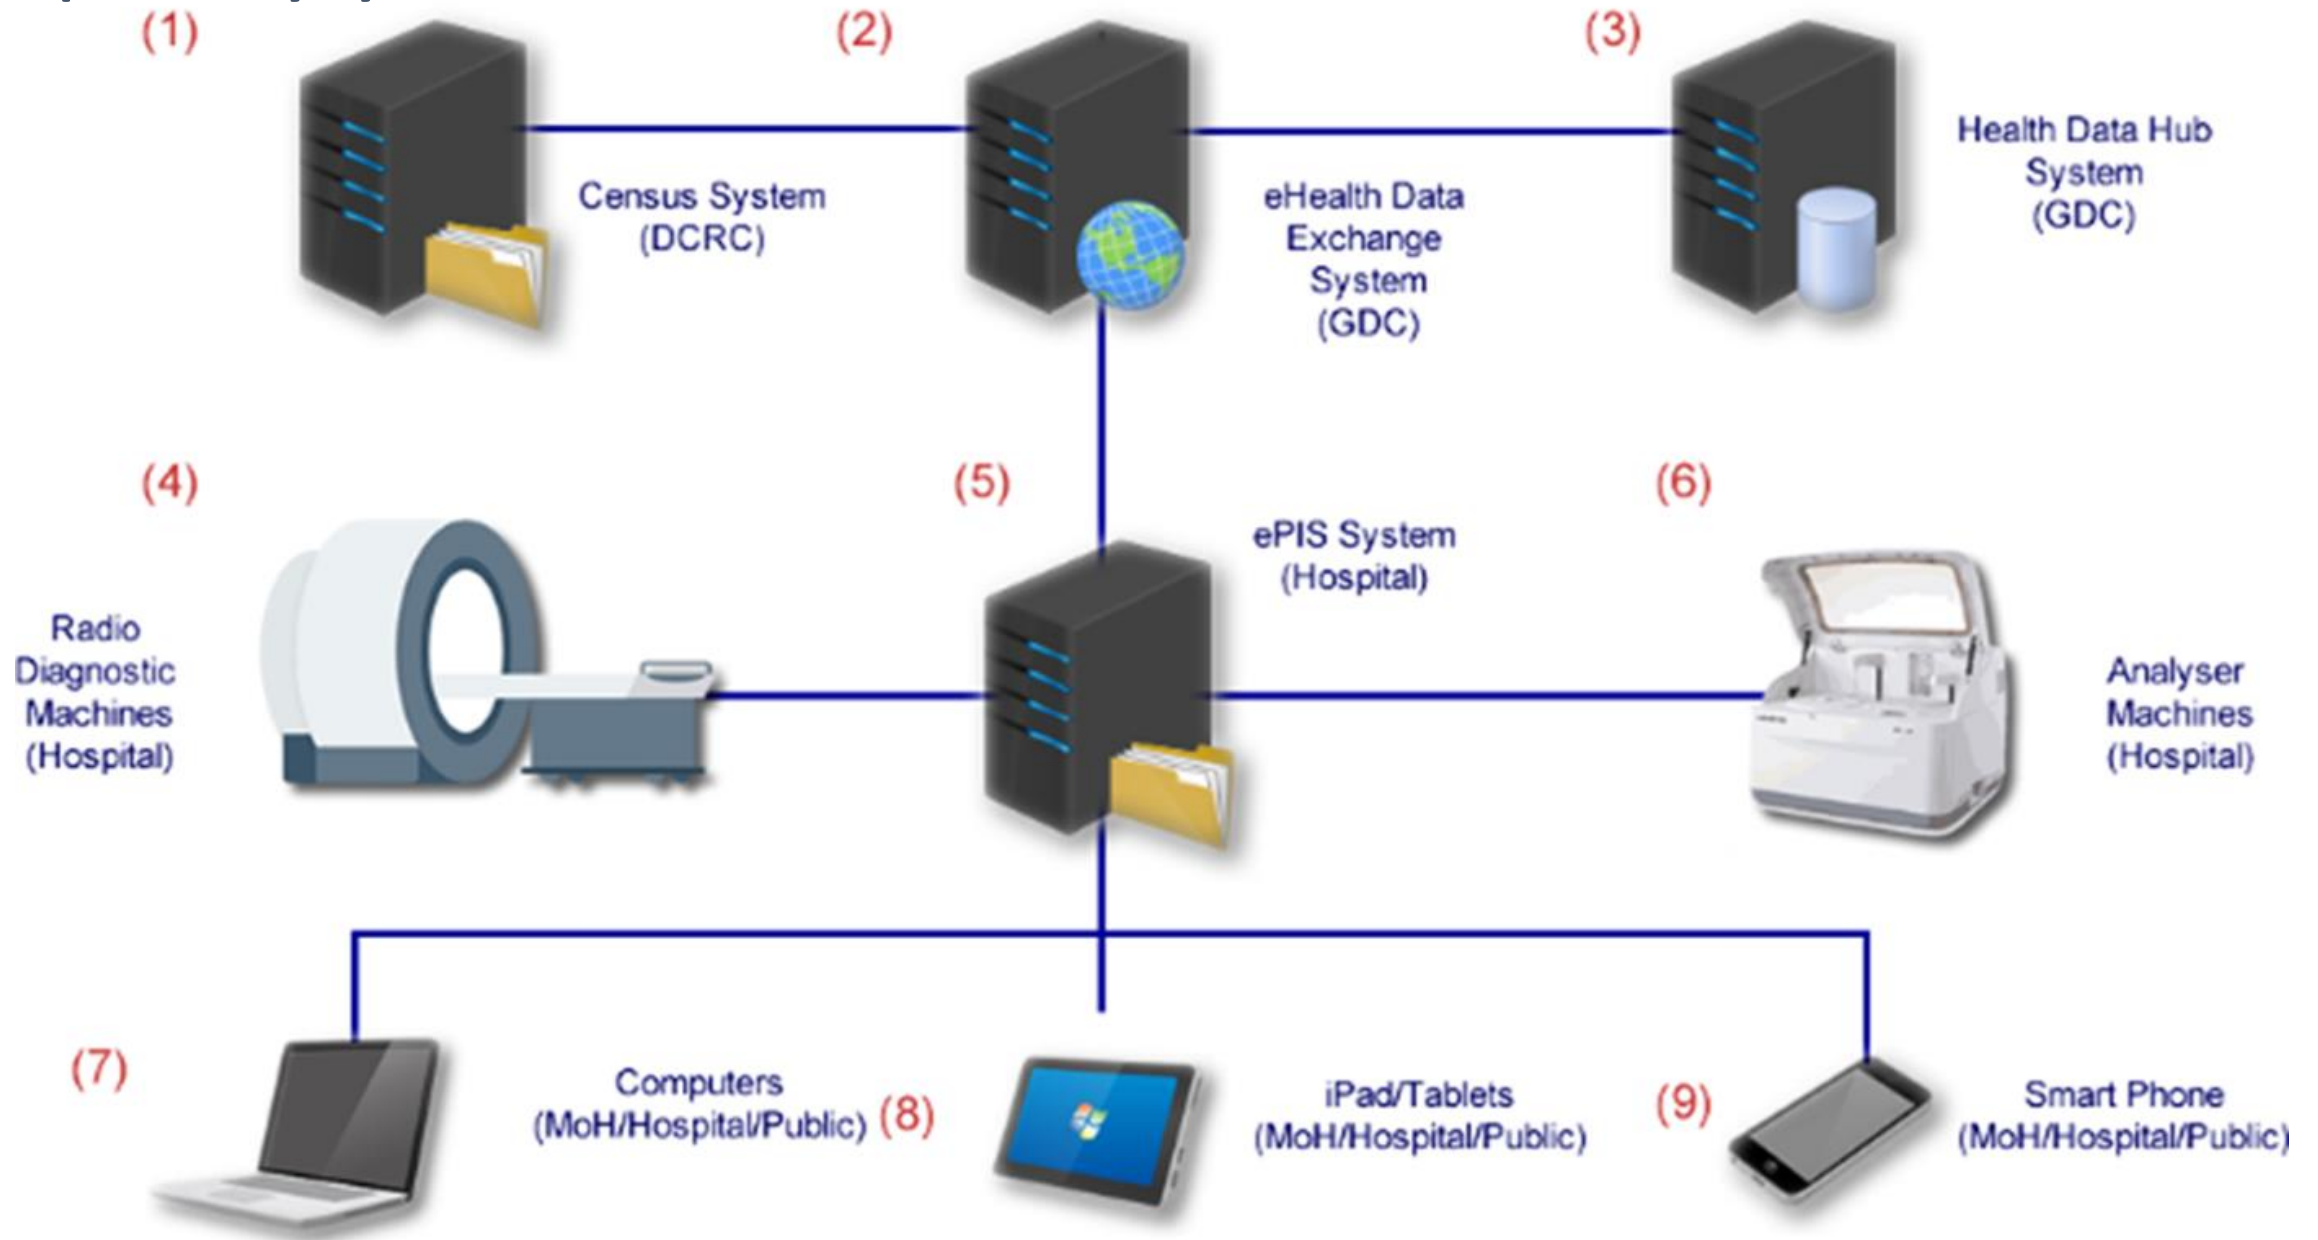 (1)
(2)
(3)
Census System
(DCRC)
eHealth Data
Exchange
System
(GDC)
Health Data Hub
System
(GDC)
(4)
(5)
(6)
Radio
Diagnostic
Machines
(Hospital)
ePIS System
(Hospital)
Analyser
Machines
(Hospital)
(7)
Computers
(MoH/Hospital/Public)
(8)
iPad/Tablets
(MoH/Hospital/Public)
(9)
Smart Phone
(MoH/Hospital/Public)